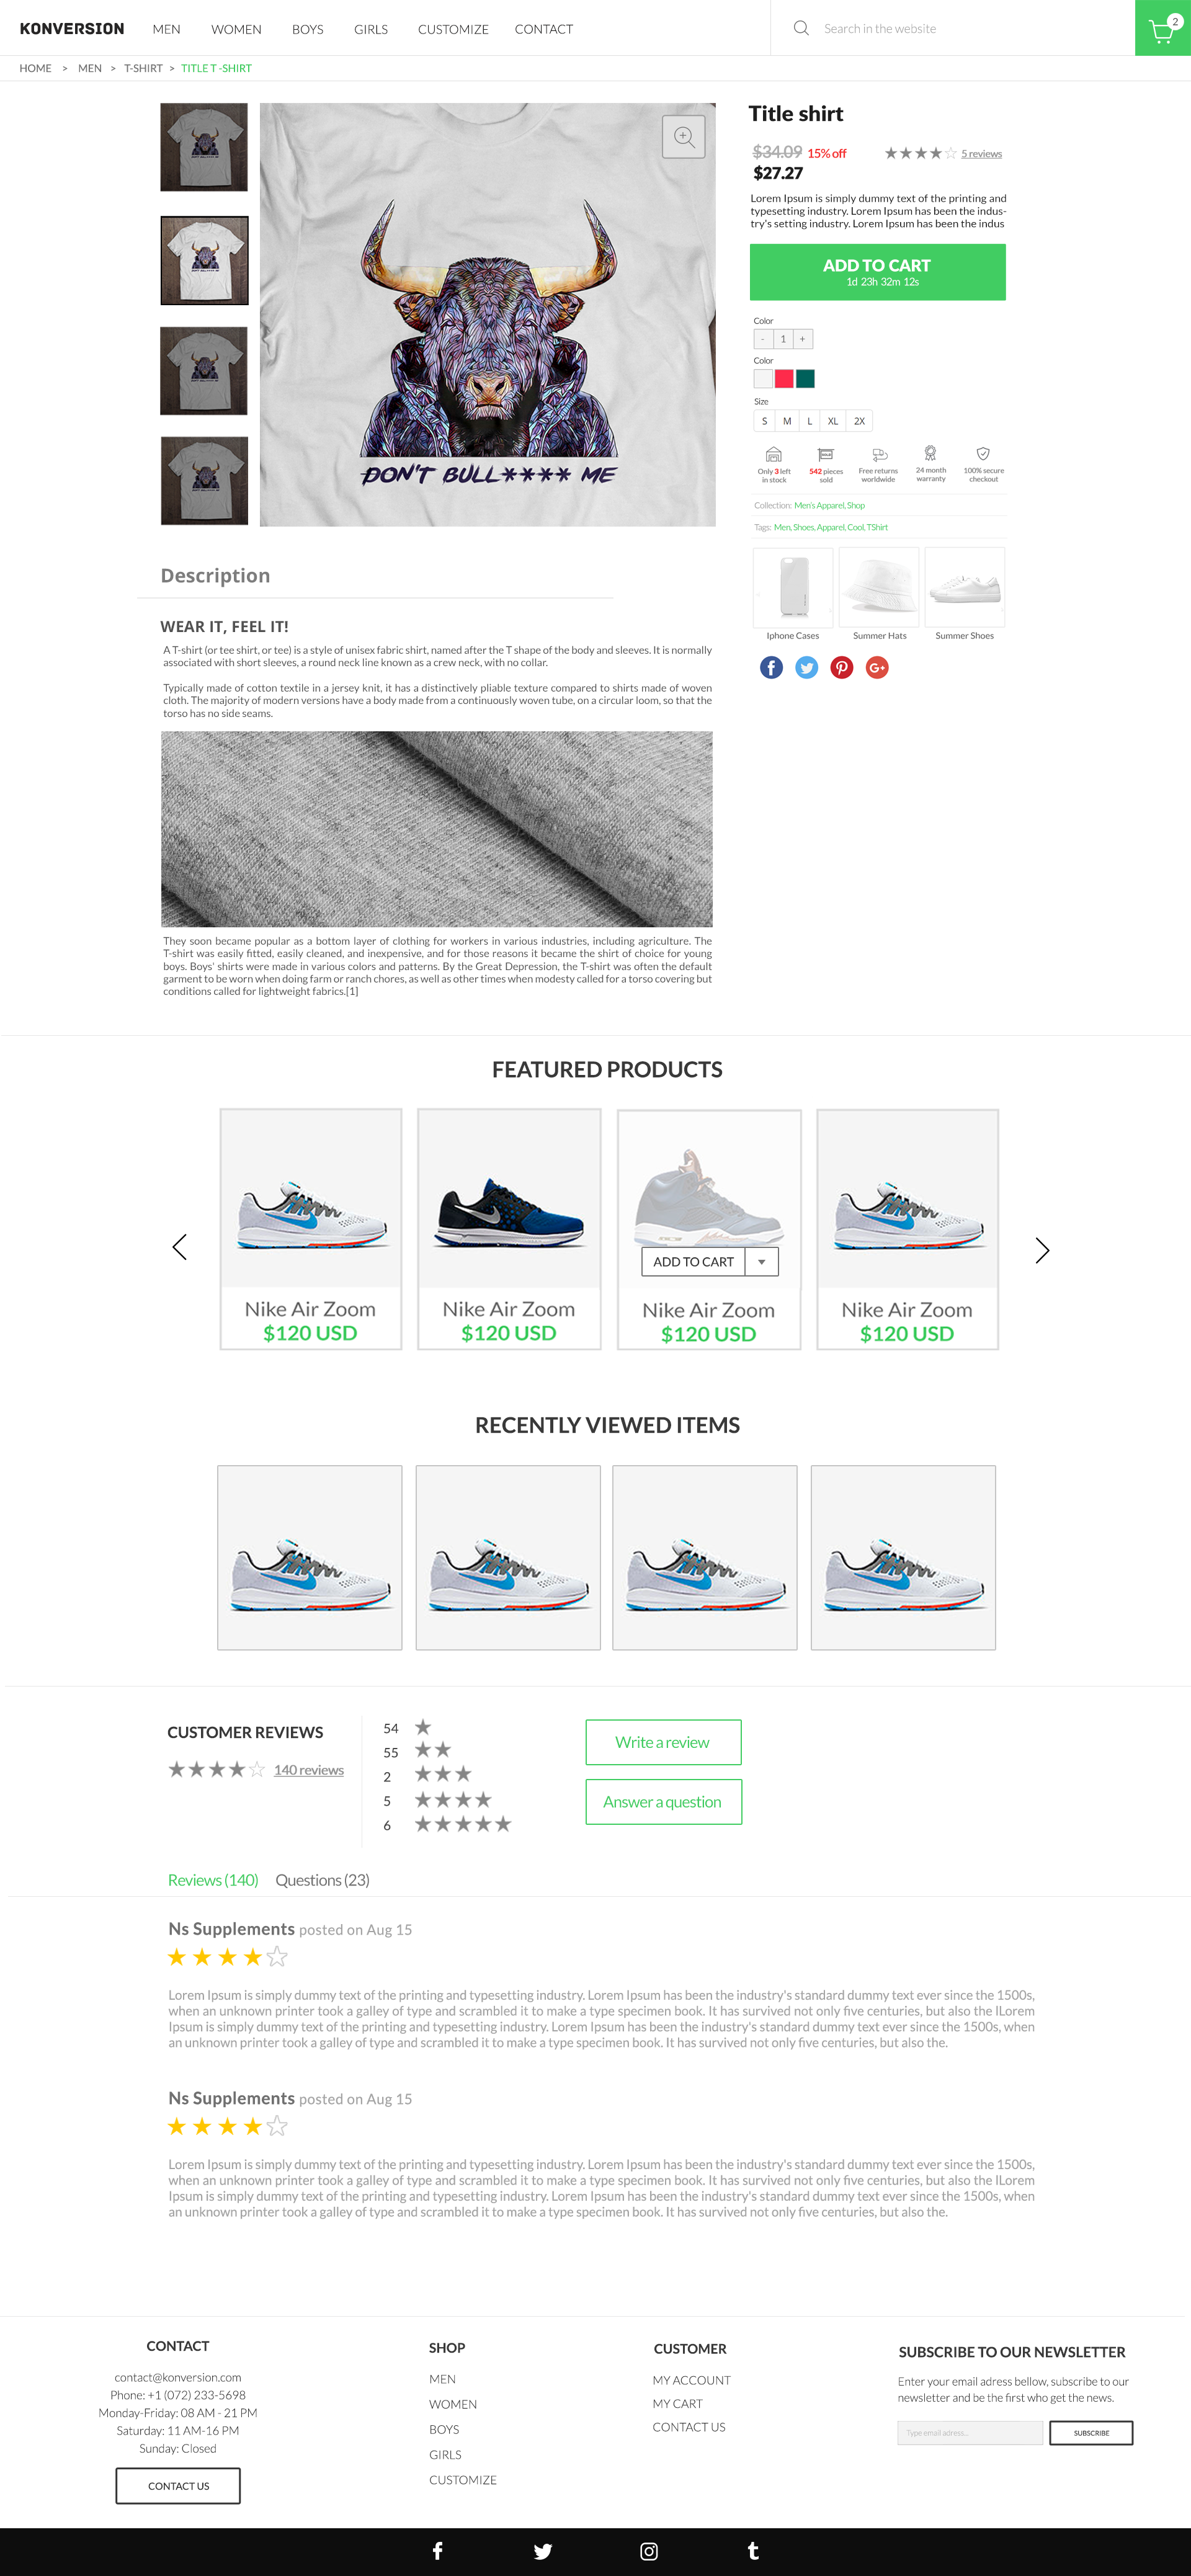 KONVERSION MEN WOMEN BOYS GIRLS CUSTOMIZE CONTACT Search in the website 2
HOME > MEN > T-SHIRT > TITLE T -SHIRT
DON'T BULL**** ME
Title shirt
$34.09 15% off 5 reviews
$27.27
Lorem Ipsum is simply dummy text of the printing and
typesetting industry. Lorem Ipsum has been the indus-
try's setting industry. Lorem Ipsum has been the indus
ADD TO CART
1d 23h 32m 12s
Color
- 1 +
Color
Size
S M L XL 2X
Only 3 left
in stock
542 pieces
sold
Free returns
worldwide
24 month
warranty
100% secure
checkout
Collection: Men's Apparel, Shop
Tags: Men, Shoes, Apparel, Cool, TShirt
Iphone Cases Summer Hats Summer Shoes
Description
WEAR IT, FEEL IT!
A T-shirt (or tee shirt, or tee) is a style of unisex fabric shirt, named after the T shape of the body and sleeves. It is normally
associated with short sleeves, a round neck line known as a crew neck, with no collar.
Typically made of cotton textile in a jersey knit, it has a distinctively pliable texture compared to shirts made of woven
cloth. The majority of modern versions have a body made from a continuously woven tube, on a circular loom, so that the
torso has no side seams.
They soon became popular as a bottom layer of clothing for workers in various industries, including agriculture. The
T-shirt was easily fitted, easily cleaned, and inexpensive, and for those reasons it became the shirt of choice for young
boys. Boys' shirts were made in various colors and patterns. By the Great Depression, the T-shirt was often the default
garment to be worn when doing farm or ranch chores, as well as other times when modesty called for a torso covering but
conditions called for lightweight fabrics.[1]
FEATURED PRODUCTS
ADD TO CART
Nike Air Zoom Nike Air Zoom Nike Air Zoom Nike Air Zoom
$120 USD $120 USD $120 USD $120 USD
RECENTLY VIEWED ITEMS
CUSTOMER REVIEWS
140 reviews
54
55
2
5
6
Write a review
Answer a question
Reviews (140) Questions (23)
Ns Supplements posted on Aug 15
Lorem Ipsum is simply dummy text of the printing and typesetting industry. Lorem Ipsum has been the industry's standard dummy text ever since the 1500s,
when an unknown printer took a galley of type and scrambled it to make a type specimen book. It has survived not only five centuries, but also the lLorem
Ipsum is simply dummy text of the printing and typesetting industry. Lorem Ipsum has been the industry's standard dummy text ever since the 1500s, when
an unknown printer took a galley of type and scrambled it to make a type specimen book. It has survived not only five centuries, but also the.
Ns Supplements posted on Aug 15
Lorem Ipsum is simply dummy text of the printing and typesetting industry. Lorem Ipsum has been the industry's standard dummy text ever since the 1500s,
when an unknown printer took a galley of type and scrambled it to make a type specimen book. It has survived not only five centuries, but also the lLorem
Ipsum is simply dummy text of the printing and typesetting industry. Lorem Ipsum has been the industry's standard dummy text ever since the 1500s, when
an unknown printer took a galley of type and scrambled it to make a type specimen book. It has survived not only five centuries, but also the.
CONTACT
contact@konversion.com
Phone: +1 (072) 233-5698
Monday-Friday: 08 AM - 21 PM
Saturday: 11 AM-16 PM
Sunday: Closed
CONTACT US
SHOP
MEN
WOMEN
BOYS
GIRLS
CUSTOMIZE
CUSTOMER
MY ACCOUNT
MY CART
CONTACT US
SUBSCRIBE TO OUR NEWSLETTER
Enter your email adress bellow, subscribe to our
newsletter and be the first who get the news.
Type email adress... SUBSCRIBE